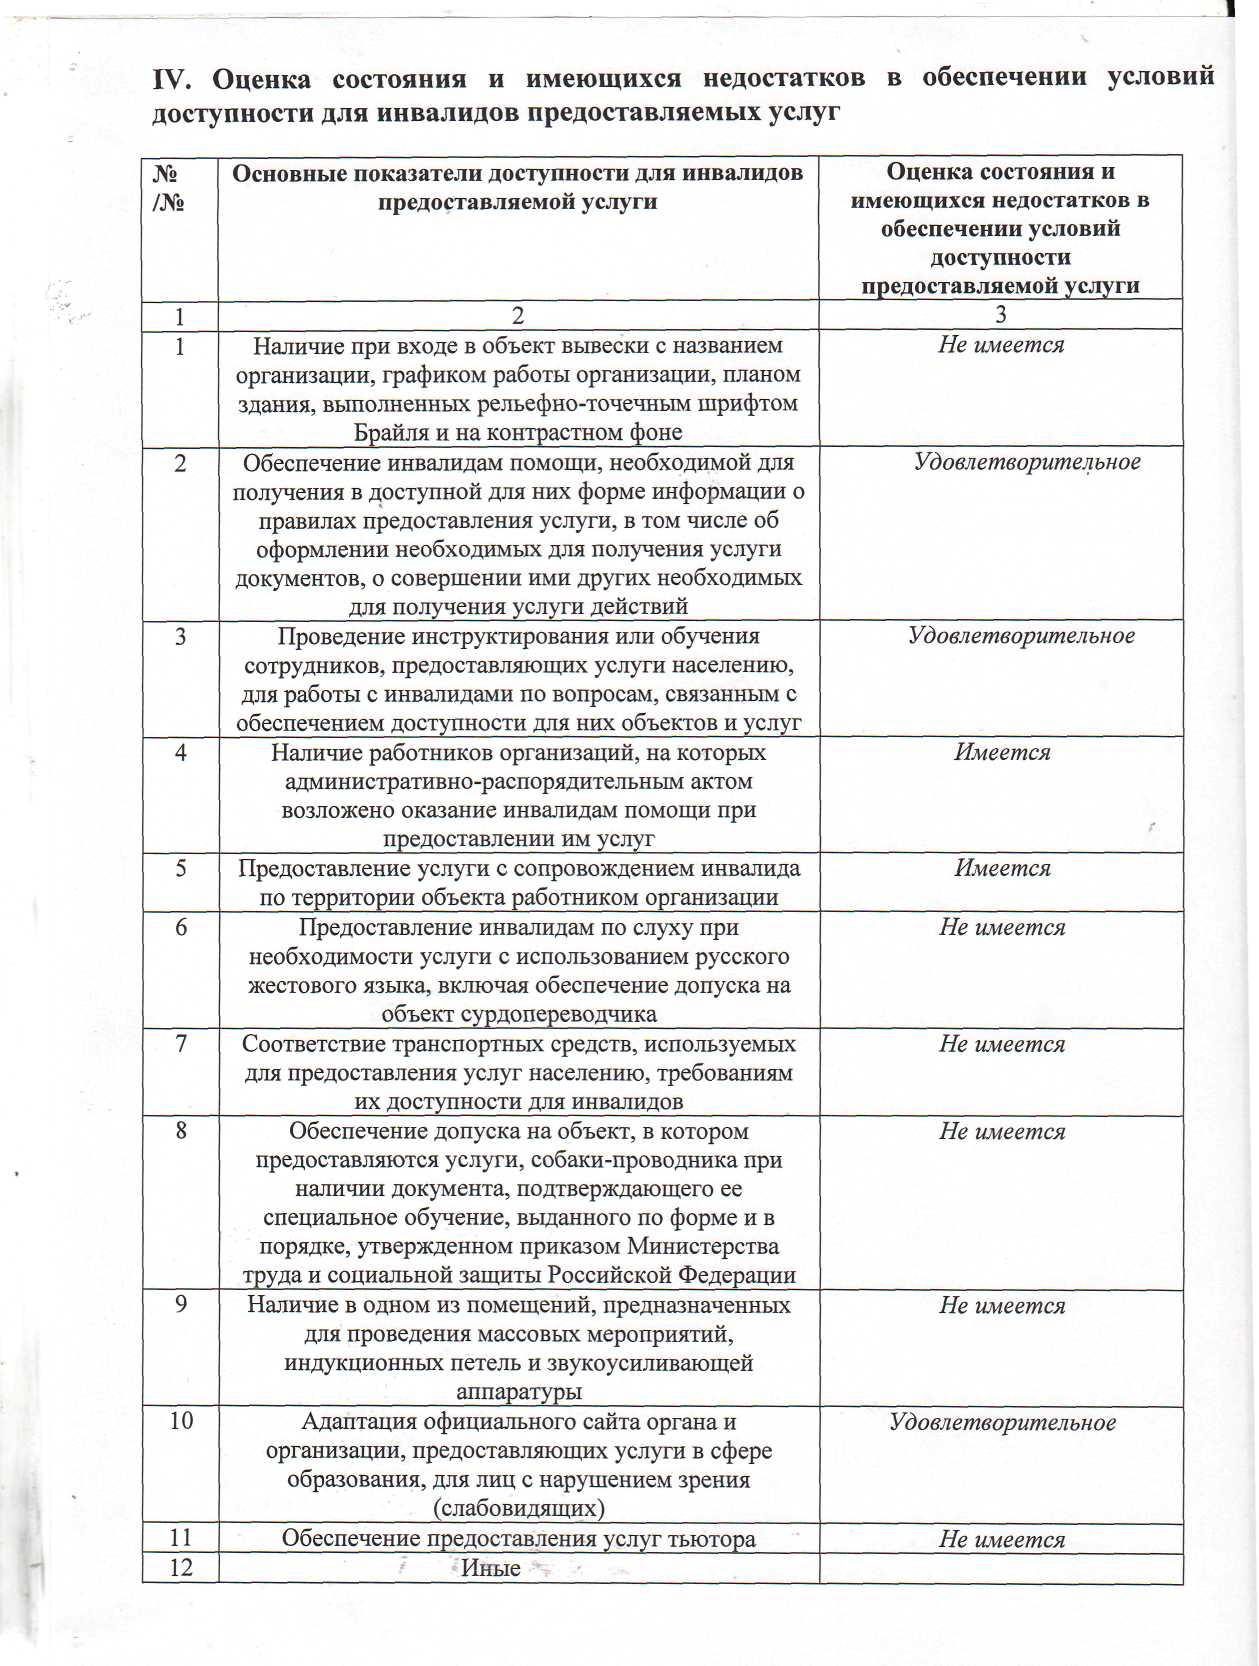 IV. Оценка состояния и имеющихся недостатков в обеспечении условий
доступности для инвалидов предоставляемых услуг
№
/№
Основные показатели доступности для инвалидов
предоставляемой услуги
Оценка состояния и
имеющихся недостатков в
обеспечении условий
доступности
предоставляемой услуги
1
2
3
1
Наличие при входе в объект вывески с названием
организации, графиком работы организации, планом
здания, выполненных рельефно-точечным шрифтом
Брайля и на контрастном фоне
Не имеется
2
Обеспечение инвалидам помощи, необходимой для
получения в доступной для них форме информации о
правилах предоставления услуги, в том числе об
оформлении необходимых для получения услуги
документов, о совершении ими других необходимых
для получения услуги действий
Удовлетворительное
3
Проведение инструктирования или обучения
сотрудников, предоставляющих услуги населению,
для работы с инвалидами по вопросам, связанным с
обеспечением доступности для них объектов и услуг
Удовлетворительное
4
Наличие работников организаций, на которых
административно-распорядительным актом
возложено оказание инвалидам помощи при
предоставлении им услуг
Имеется
5
Предоставление услуги с сопровождением инвалида
по территории объекта работником организации
Имеется
6
Предоставление инвалидам по слуху при
необходимости услуги с использованием русского
жестового языка, включая обеспечение допуска на
объект сурдопереводчика
Не имеется
7
Соответствие транспортных средств, используемых
для предоставления услуг населению, требованиям
их доступности для инвалидов
Не имеется
8
Обеспечение допуска на объект, в котором
предоставляются услуги, собаки-проводника при
наличии документа, подтверждающего ее
специальное обучение, выданного по форме и в
порядке, утвержденном приказом Министерства
труда и социальной защиты Российской Федерации
Не имеется
9
Наличие в одном из помещений, предназначенных
для проведения массовых мероприятий,
индукционных петель и звукоусиливающей
аппаратуры
Не имеется
10
Адаптация официального сайта органа и
организации, предоставляющих услуги в сфере
образования, для лиц с нарушением зрения
(слабовидящих)
Удовлетворительное
11
Обеспечение предоставления услуг тьютора
Не имеется
12
Иные